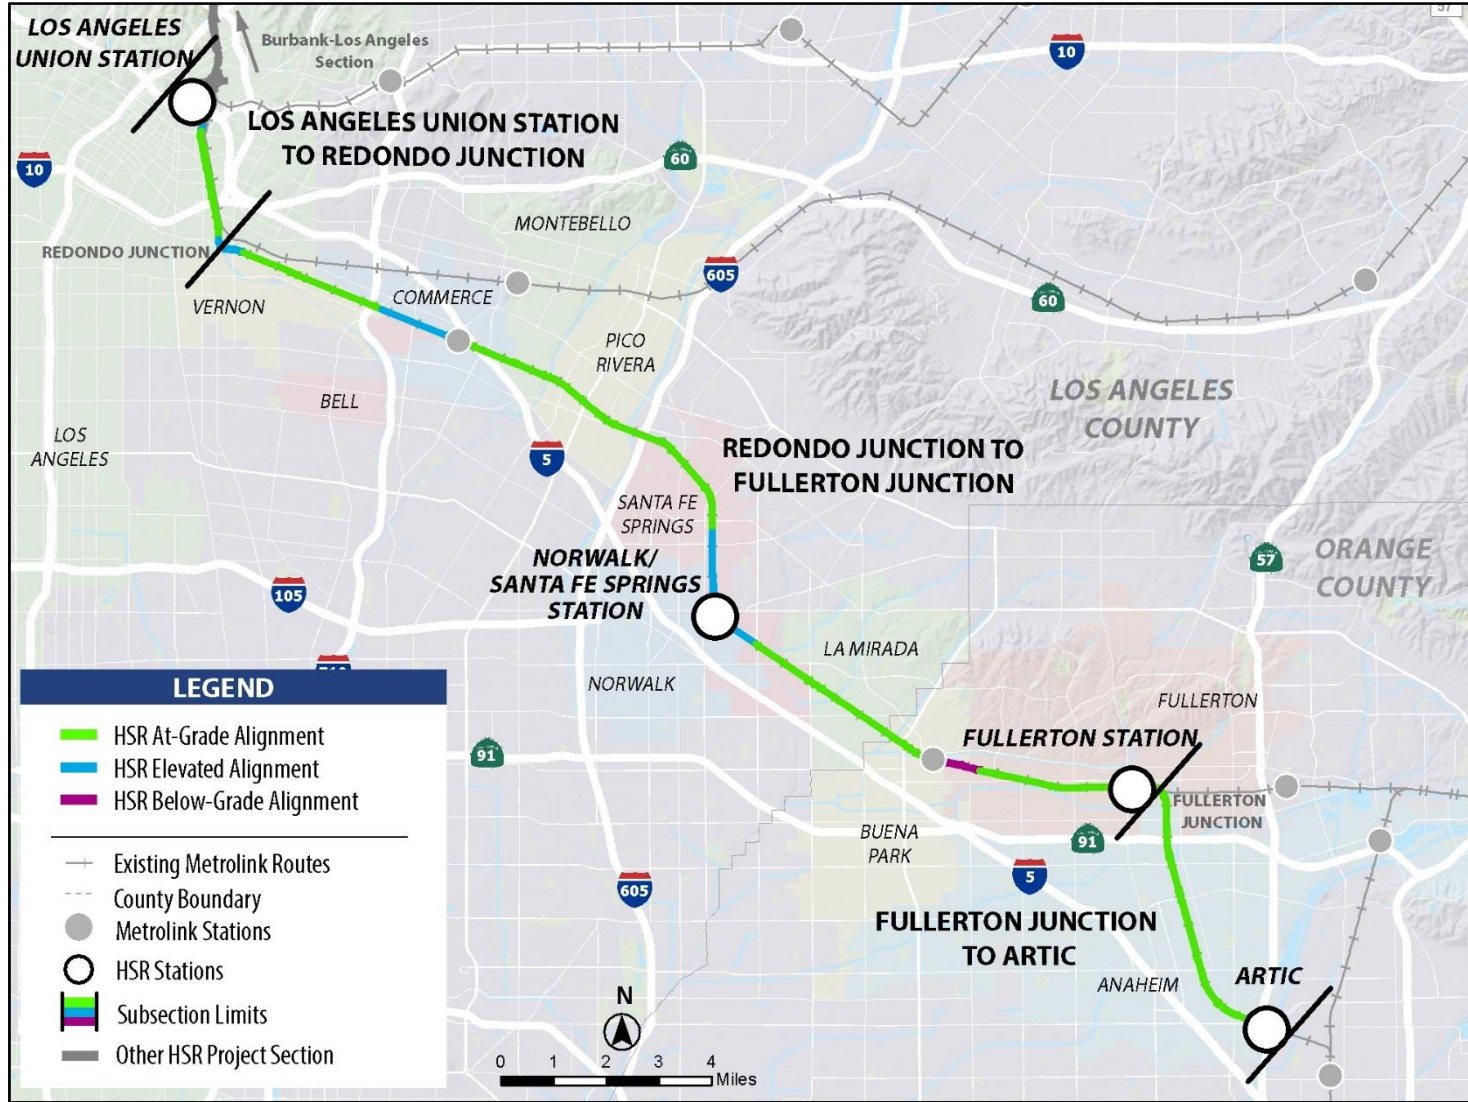 LOS ANGELES
UNION STATION
Burbank-Los Angeles
Section
57
10
LOS ANGELES UNION STATION
TO REDONDO JUNCTION
10
60
MONTEBELLO
REDONDO JUNCTION
605
VERNON
COMMERCE
60
PICO
RIVERA
LOS ANGELES
COUNTY
BELL
LOS
ANGELES
5
REDONDO JUNCTION TO
FULLERTON JUNCTION
SANTA FE
SPRINGS
NORWALK/
SANTA FE SPRINGS
STATION
57
ORANGE
COUNTY
105
LA MIRADA
NORWALK
FULLERTON
FULLERTON STATION
91
FULLERTON
JUNCTION
BUENA
PARK
91
5
605
FULLERTON JUNCTION
TO ARTIC
ANAHEIM
ARTIC
LEGEND
HSR At-Grade Alignment
HSR Elevated Alignment
HSR Below-Grade Alignment
Existing Metrolink Routes
County Boundary
Metrolink Stations
HSR Stations
Subsection Limits
Other HSR Project Section
N
0 1 2 3 4
Miles